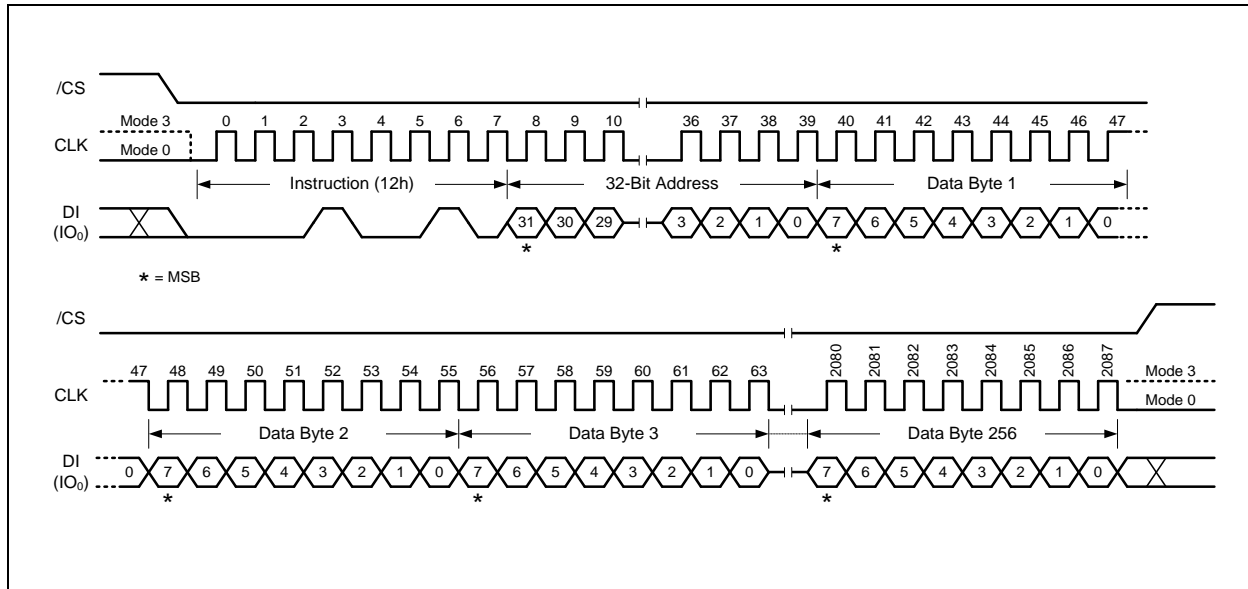 /CS
Mode 3 0 1 2 3 4 5 6 7 8 9 10 36 37 38 39 40 41 42 43 44 45 46 47
CLK Mode 0
Instruction (12h) 32-Bit Address Data Byte 1
DI
(IO₀) 31 30 29 3 2 1 0 7 6 5 4 3 2 1 0
* *
* = MSB
/CS
47 48 49 50 51 52 53 54 55 56 57 58 59 60 61 62 63 2080 2081 2082 2083 2084 2085 2086 2087 Mode 3
CLK Mode 0
Data Byte 2 Data Byte 3 Data Byte 256
DI
(IO₀) 0 7 6 5 4 3 2 1 0 7 6 5 4 3 2 1 0 7 6 5 4 3 2 1 0
* * *